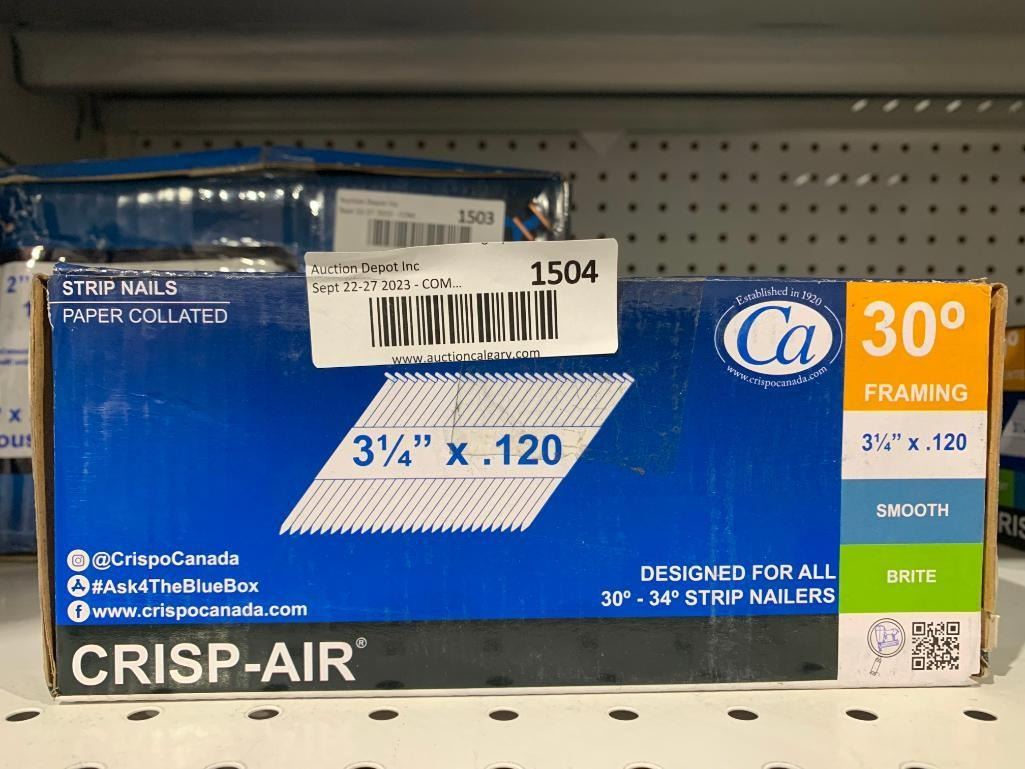 1503
Auction Depot Inc
1504
Sept 22-27 2023 - COM...
www.auctioncalgary.com
STRIP NAILS
PAPER COLLATED
3¼” x .120
Established in 1920
Ca
www.crispocanada.com
30º
FRAMING
3¼” x .120
SMOOTH
BRITE
@CrispoCanada
#Ask4TheBlueBox
www.crispocanada.com
DESIGNED FOR ALL
30º - 34º STRIP NAILERS
CRISP-AIR®
2"